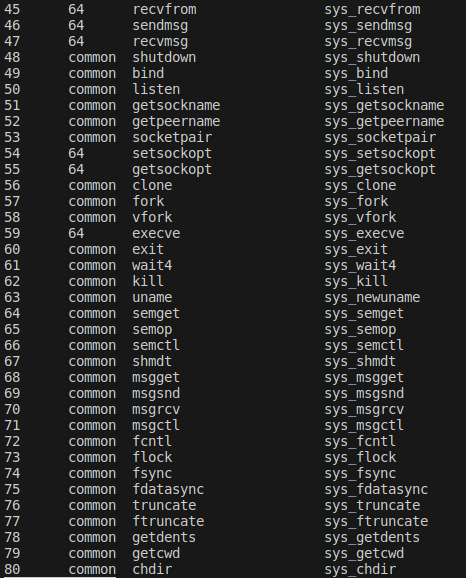 45 64 recvfrom sys_recvfrom
46 64 sendmsg sys_sendmsg
47 64 recvmsg sys_recvmsg
48 common shutdown sys_shutdown
49 common bind sys_bind
50 common listen sys_listen
51 common getsockname sys_getsockname
52 common getpeername sys_getpeername
53 common socketpair sys_socketpair
54 64 setsockopt sys_setsockopt
55 64 getsockopt sys_getsockopt
56 common clone sys_clone
57 common fork sys_fork
58 common vfork sys_vfork
59 64 execve sys_execve
60 common exit sys_exit
61 common wait4 sys_wait4
62 common kill sys_kill
63 common uname sys_newuname
64 common semget sys_semget
65 common semop sys_semop
66 common semctl sys_semctl
67 common shmdt sys_shmdt
68 common msgget sys_msgget
69 common msgsnd sys_msgsnd
70 common msgrcv sys_msgrcv
71 common msgctl sys_msgctl
72 common fcntl sys_fcntl
73 common flock sys_flock
74 common fsync sys_fsync
75 common fdatasync sys_fdatasync
76 common truncate sys_truncate
77 common ftruncate sys_ftruncate
78 common getdents sys_getdents
79 common getcwd sys_getcwd
80 common chdir sys_chdir